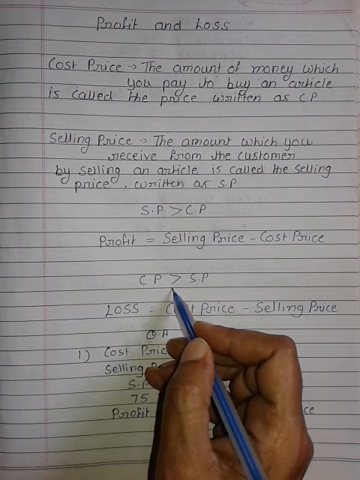 Profit and Loss
Cost Price :- The amount of money which
you pay to buy an article
is called the price written as CP
Selling Price :- The amount which you
receive from the customer
by selling an article is called the selling
price, written as S.P
S.P > C P
Profit = Selling Price - Cost Price
C P > S.P
LOSS = Cost Price - Selling Price
1) Cost Price
Selling
S.P
75
Profit